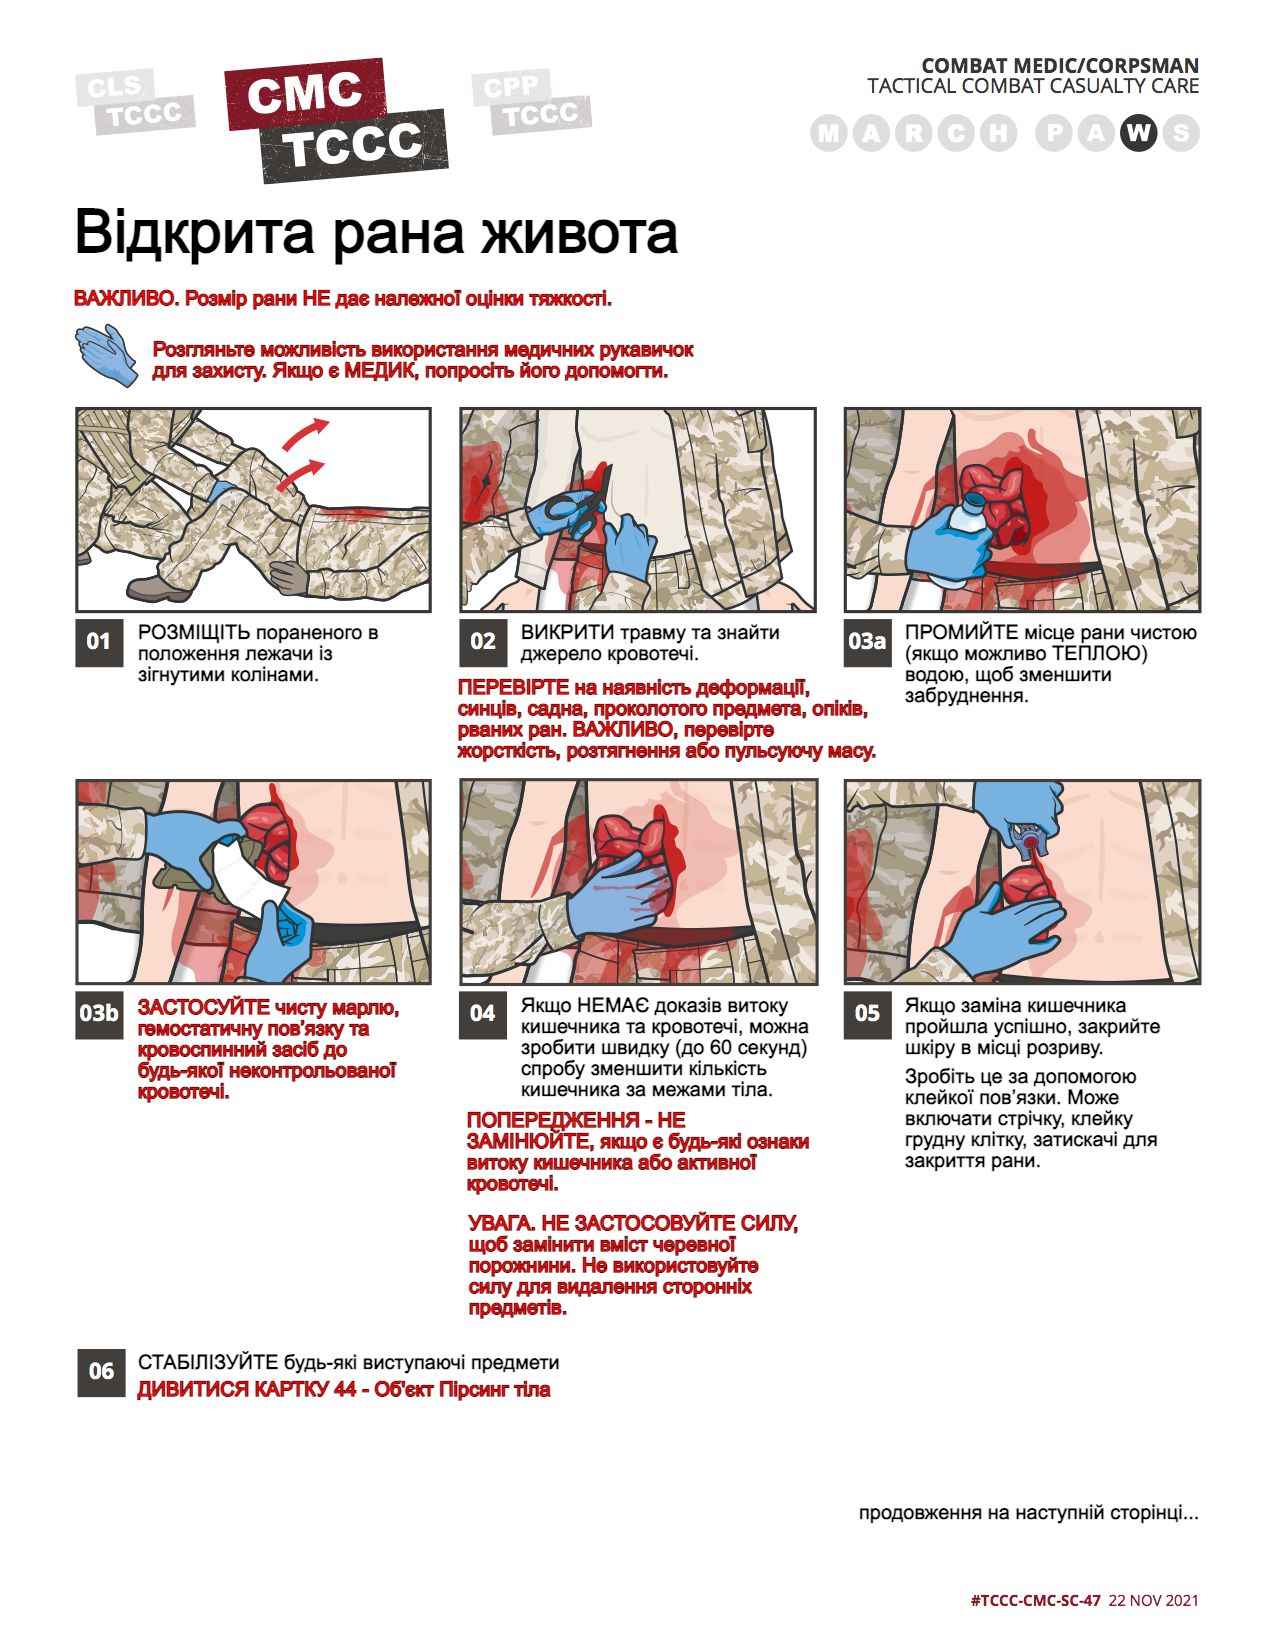 CLS
TCCC
CMC
TCCC
CPP
TCCC
COMBAT MEDIC/CORPSMAN
TACTICAL COMBAT CASUALTY CARE
MARCH PAWS
Відкрита рана живота
ВАЖЛИВО. Розмір рани НЕ дає належної оцінки тяжкості.
Розгляньте можливість використання медичних рукавичок
для захисту. Якщо є МЕДИК, попросіть його допомогти.
01
РОЗМІЩІТЬ пораненого в
положення лежачи із
зігнутими колінами.
02
ВИКРИТИ травму та знайти
джерело кровотечі.
ПЕРЕВІРТЕ на наявність деформації,
синців, садна, проколотого предмета, опіків,
рваних ран. ВАЖЛИВО, перевірте
жорсткість, розтягнення або пульсуючу масу.
03a
ПРОМИЙТЕ місце рани чистою
(якщо можливо ТЕПЛОЮ)
водою, щоб зменшити
забруднення.
03b
ЗАСТОСУЙТЕ чисту марлю,
гемостатичну пов'язку та
кровоспинний засіб до
будь-якої неконтрольованої
кровотечі.
04
Якщо НЕМАЄ доказів витоку
кишечника та кровотечі, можна
зробити швидку (до 60 секунд)
спробу зменшити кількість
кишечника за межами тіла.
ПОПЕРЕДЖЕННЯ - НЕ
ЗАМІНЮЙТЕ, якщо є будь-які ознаки
витоку кишечника або активної
кровотечі.
УВАГА. НЕ ЗАСТОСОВУЙТЕ СИЛУ,
щоб замінити вміст черевної
порожнини. Не використовуйте
силу для видалення сторонніх
предметів.
05
Якщо заміна кишечника
пройшла успішно, закрийте
шкіру в місці розриву.
Зробіть це за допомогою
клейкої пов'язки. Може
включати стрічку, клейку
грудну клітку, затискачі для
закриття рани.
06
СТАБІЛІЗУЙТЕ будь-які виступаючі предмети
ДИВИТИСЯ КАРТКУ 44 - Об'єкт Пірсинг тіла
продовження на наступній сторінці...
#TCCC-CMC-SC-47 22 NOV 2021